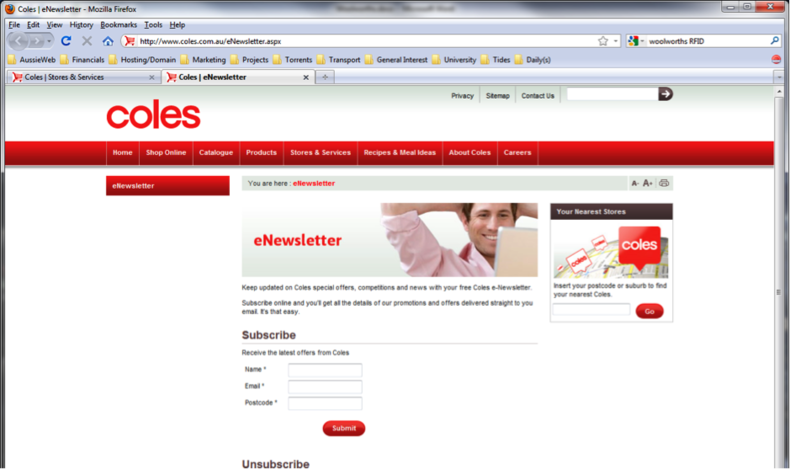 Coles | eNewsletter - Mozilla Firefox
File Edit View History Bookmarks Tools Help
http://www.coles.com.au/eNewsletter.aspx
woolworths RFID
AussieWeb Financials Hosting/Domain Marketing Projects Torrents Transport General Interest University Tides Daily(s)
Coles | Stores & Services
Coles | eNewsletter
Privacy Sitemap Contact Us
coles
Home Shop Online Catalogue Products Stores & Services Recipes & Meal Ideas About Coles Careers
eNewsletter
You are here : eNewsletter
A- A+
eNewsletter
Keep updated on Coles special offers, competitions and news with your free Coles e-Newsletter.
Subscribe online and you'll get all the details of our promotions and offers delivered straight to you
email. It's that easy.
Subscribe
Receive the latest offers from Coles
Name *
Email *
Postcode *
Submit
Unsubscribe
Your Nearest Stores
coles
coles
coles
Insert your postcode or suburb to find
your nearest Coles.
Go